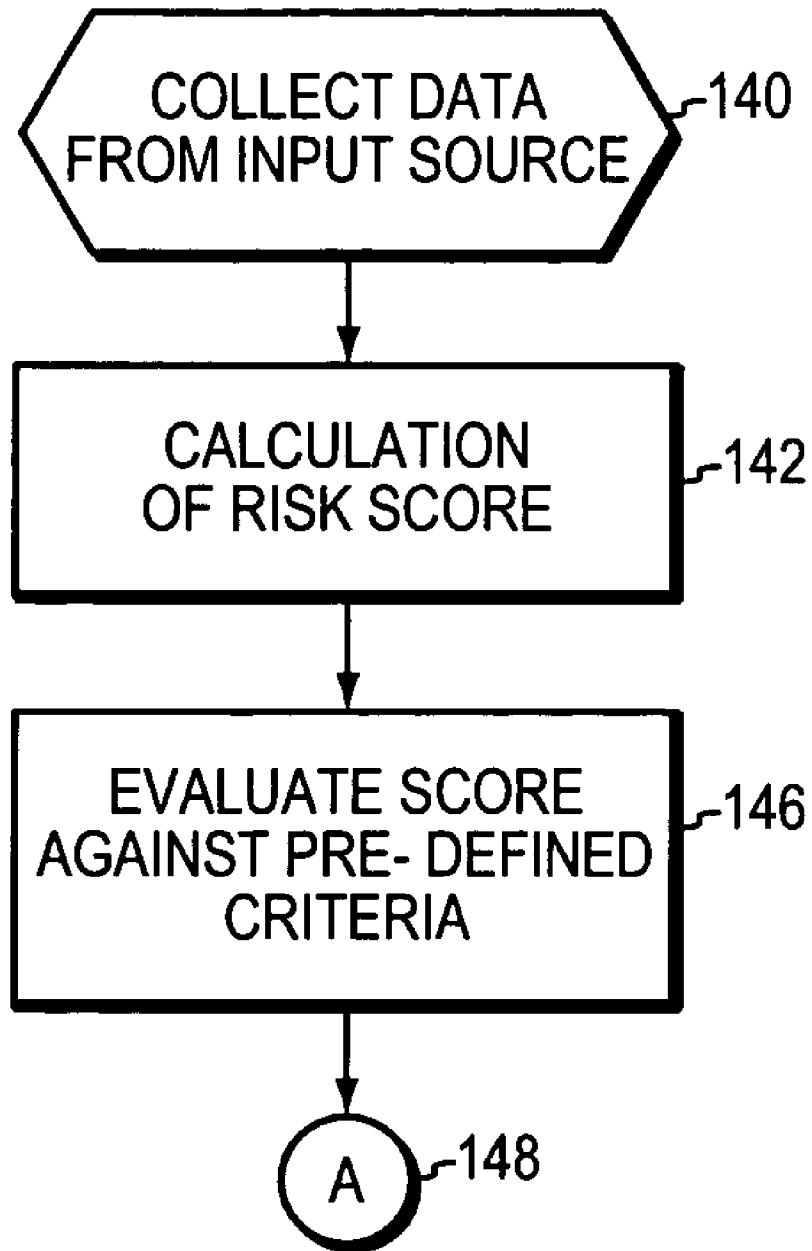 COLLECT DATA
FROM INPUT SOURCE
140
CALCULATION
OF RISK SCORE
142
EVALUATE SCORE
AGAINST PRE- DEFINED
CRITERIA
146
A
148